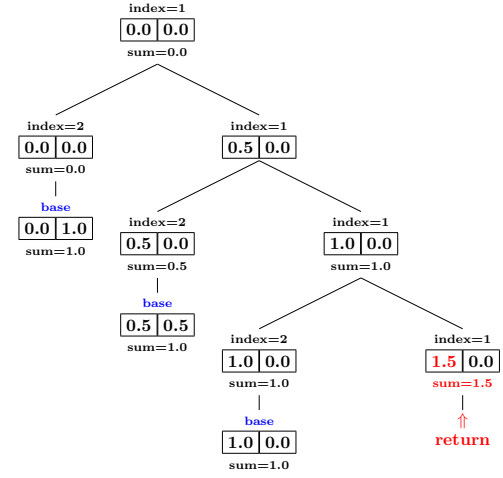 index=1
0.0 0.0
sum=0.0
index=2
0.0 0.0
sum=0.0
base
0.0 1.0
sum=1.0
index=1
0.5 0.0
index=2
0.5 0.0
sum=0.5
base
0.5 0.5
sum=1.0
index=1
1.0 0.0
sum=1.0
index=2
1.0 0.0
sum=1.0
base
1.0 0.0
sum=1.0
index=1
1.5 0.0
sum=1.5
⇑
return